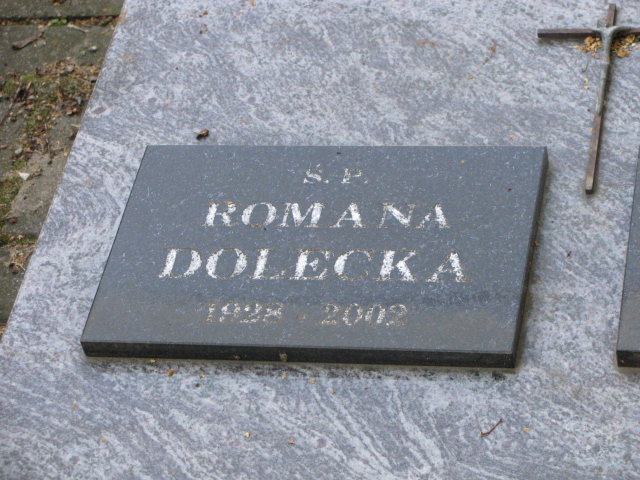 Ś. P.
ROMANA
DOLECKA
1928 - 2002